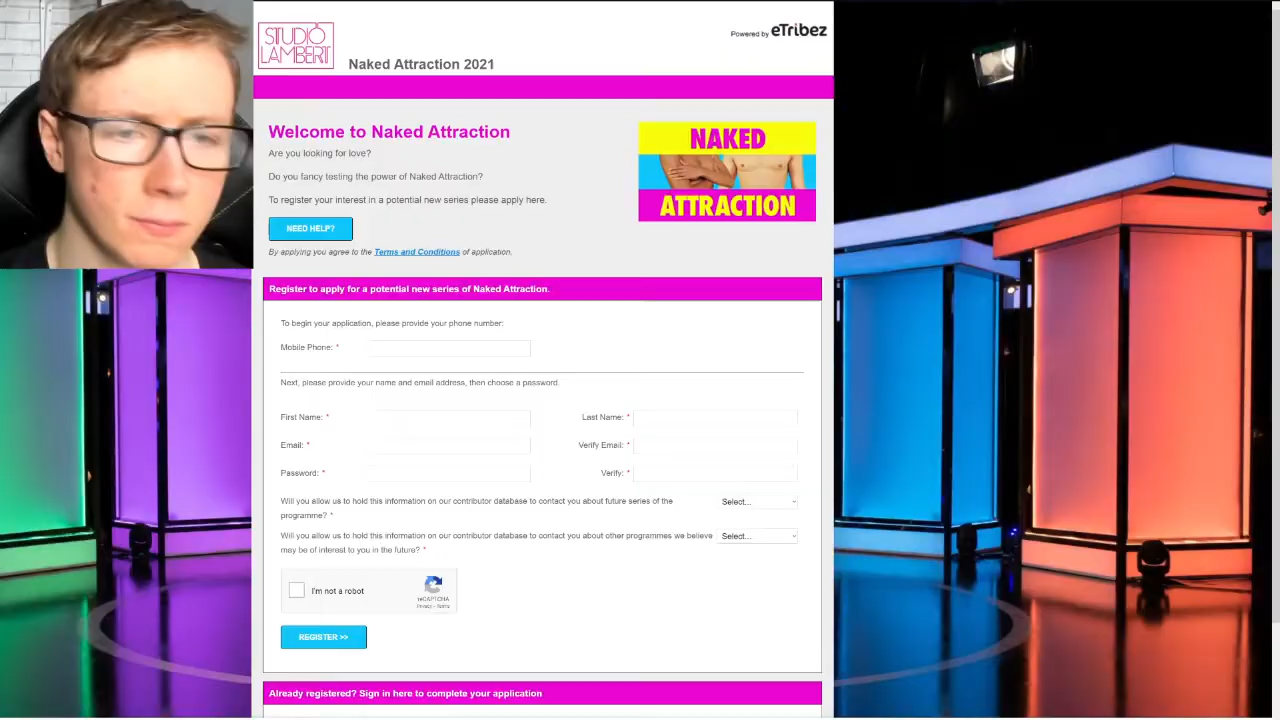 STUDIO
LAMBERT
Naked Attraction 2021
Powered by eTribez
Welcome to Naked Attraction
Are you looking for love?
Do you fancy testing the power of Naked Attraction?
To register your interest in a potential new series please apply here.
NEED HELP?
By applying you agree to the Terms and Conditions of application.
NAKED
ATTRACTION
Register to apply for a potential new series of Naked Attraction.
To begin your application, please provide your phone number:
Mobile Phone: *
Next, please provide your name and email address, then choose a password.
First Name: *
Last Name: *
Email: *
Verify Email: *
Password: *
Verify: *
Will you allow us to hold this information on our contributor database to contact you about future series of the
programme? *
Select...
Will you allow us to hold this information on our contributor database to contact you about other programmes we believe
may be of interest to you in the future? *
Select...
I'm not a robot
reCAPTCHA
Privacy - Terms
REGISTER >>
Already registered? Sign in here to complete your application